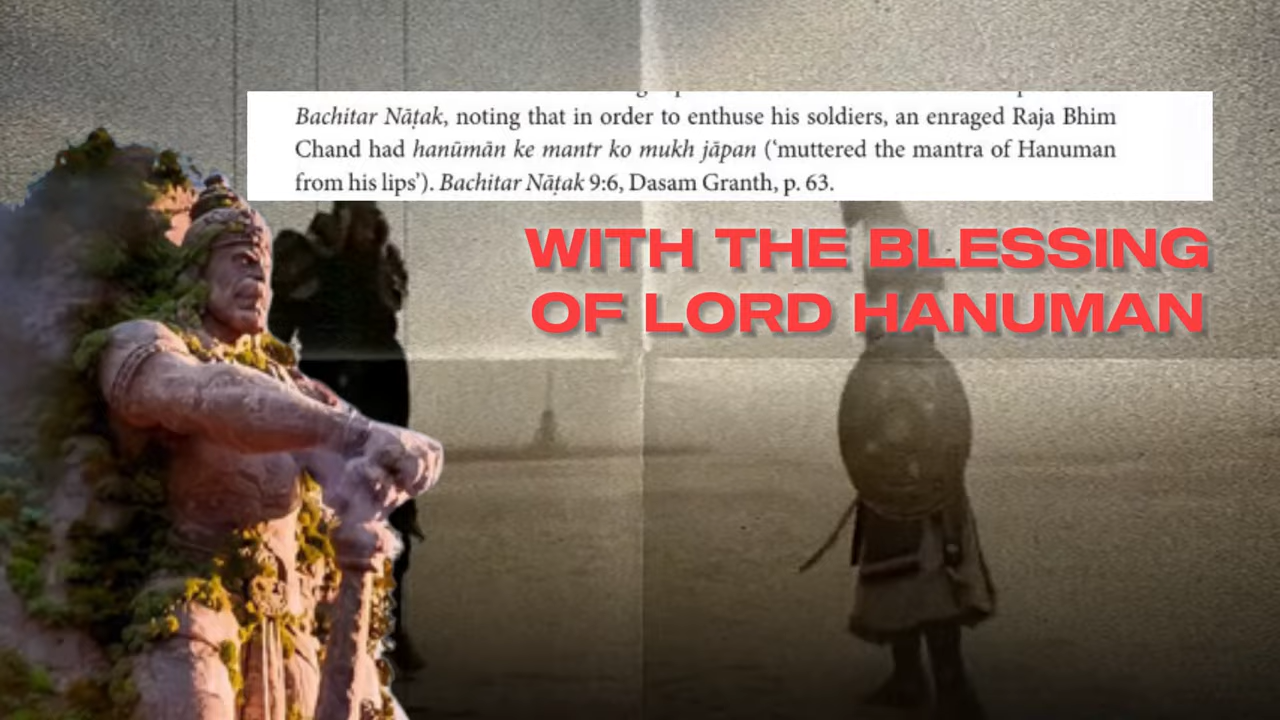 Bachitar Nāṭak, noting that in order to enthuse his soldiers, an enraged Raja Bhim
Chand had hanūmān ke mantr ko mukh jāpan (‘muttered the mantra of Hanuman
from his lips’). Bachitar Nāṭak 9:6, Dasam Granth, p. 63.
WITH THE BLESSING
OF LORD HANUMAN